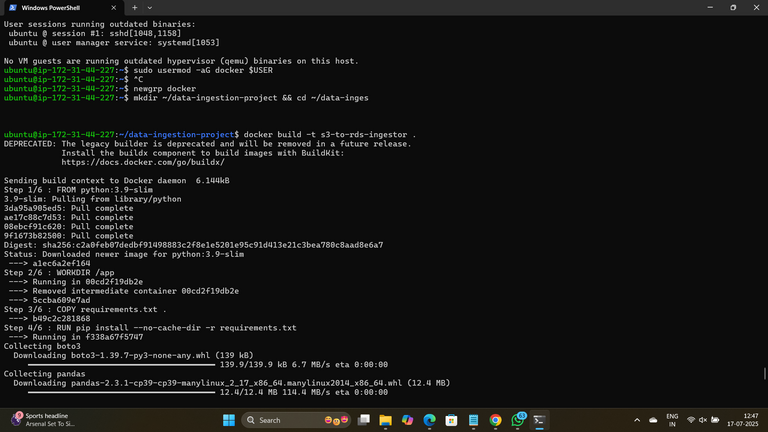 Windows PowerShell
User sessions running outdated binaries:
ubuntu @ session #1: sshd[1048,1158]
ubuntu @ user manager service: systemd[1053]
No VM guests are running outdated hypervisor (qemu) binaries on this host.
ubuntu@ip-172-31-44-227:~$ sudo usermod -aG docker $USER
ubuntu@ip-172-31-44-227:~$ ^C
ubuntu@ip-172-31-44-227:~$ newgrp docker
ubuntu@ip-172-31-44-227:~$ mkdir ~/data-ingestion-project && cd ~/data-inges
ubuntu@ip-172-31-44-227:~/data-ingestion-project$ docker build -t s3-to-rds-ingestor .
DEPRECATED: The legacy builder is deprecated and will be removed in a future release.
Install the buildx component to build images with BuildKit:
https://docs.docker.com/go/buildx/
Sending build context to Docker daemon  6.144kB
Step 1/6 : FROM python:3.9-slim
3.9-slim: Pulling from library/python
3da95a905ed5: Pull complete
ae17c88c7d53: Pull complete
08ebcf91c620: Pull complete
9f1673b82500: Pull complete
Digest: sha256:c2a0feb07dedbf91498883c2f8e1e5201e95c91d413e21c3bea780c8aad8e6a7
Status: Downloaded newer image for python:3.9-slim
---> a1ec6a2ef164
Step 2/6 : WORKDIR /app
---> Running in 00cd2f19db2e
---> Removed intermediate container 00cd2f19db2e
---> 5ccba609e7ad
Step 3/6 : COPY requirements.txt .
---> b49c2c281868
Step 4/6 : RUN pip install --no-cache-dir -r requirements.txt
---> Running in f338a67f5747
Collecting boto3
Downloading boto3-1.39.7-py3-none-any.whl (139 kB)
139.9/139.9 kB 6.7 MB/s eta 0:00:00
Collecting pandas
Downloading pandas-2.3.1-cp39-cp39-manylinux_2_17_x86_64.manylinux2014_x86_64.whl (12.4 MB)
12.4/12.4 MB 114.4 MB/s eta 0:00:00
Sports headline
Arsenal Set To Si...
Search
ENG
IN
12:47
17-07-2025